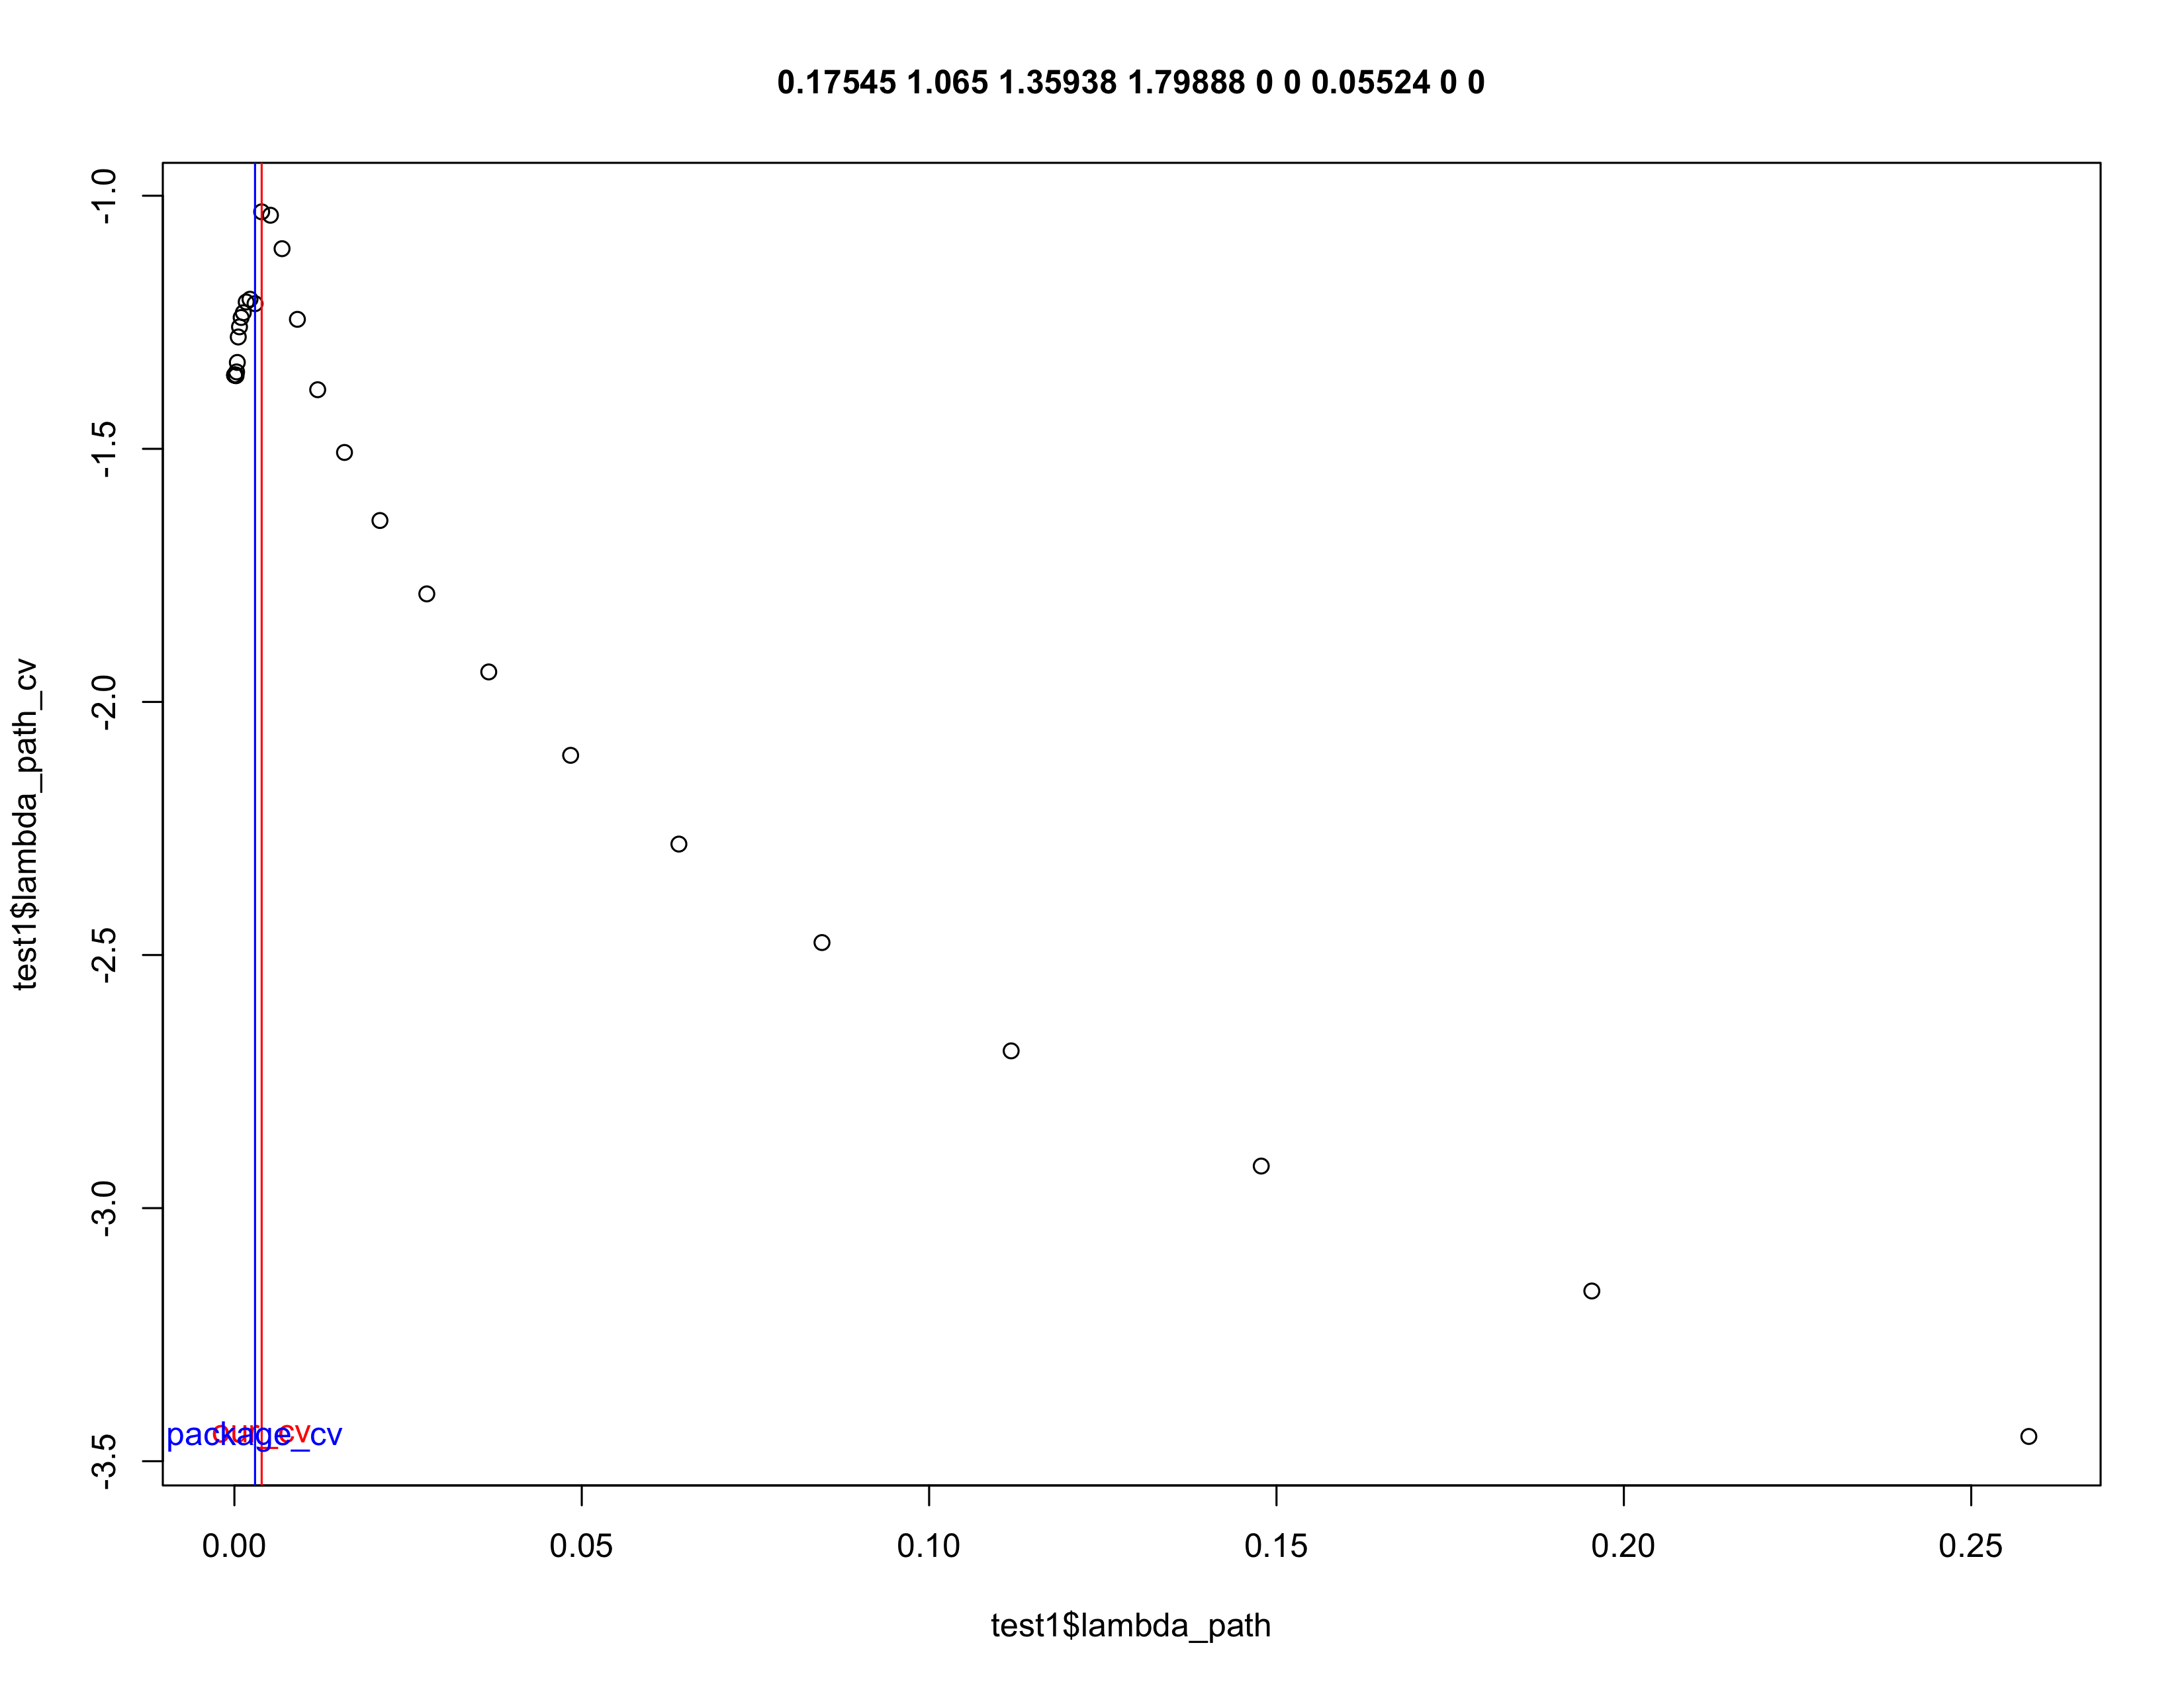 0.17545 1.065 1.35938 1.79888 0 0 0.05524 0 0
test1$lambda_path_cv
-1.0
-1.5
-2.0
-2.5
-3.0
-3.5
our_cv
package_cv
0.00 0.05 0.10 0.15 0.20 0.25
test1$lambda_path